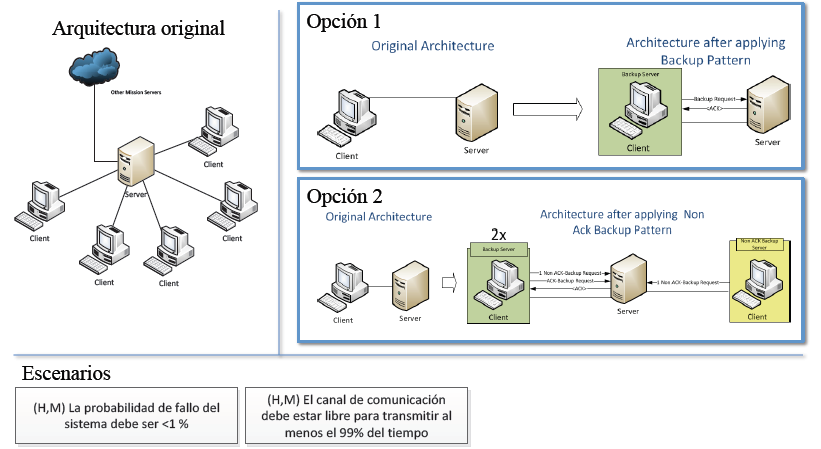 Arquitectura original
Other Mission Servers
Server
Client
Client
Client
Client
Client
Opción 1
Original Architecture
Client
Server
Architecture after applying
Backup Pattern
Backup Server
Client
Backup Request
<ACK>
Server
Opción 2
Original Architecture
Client
Server
Architecture after applying Non
Ack Backup Pattern
2x
Backup Server
Client
1 Non ACK-Backup Request
ACK-Backup Request
<ACK>
Server
1 Non ACK-Backup Request
Non ACK Backup
Server
Client
Escenarios
(H,M) La probabilidad de fallo del
sistema debe ser <1 %
(H,M) El canal de comunicación
debe estar libre para transmitir al
menos el 99% del tiempo